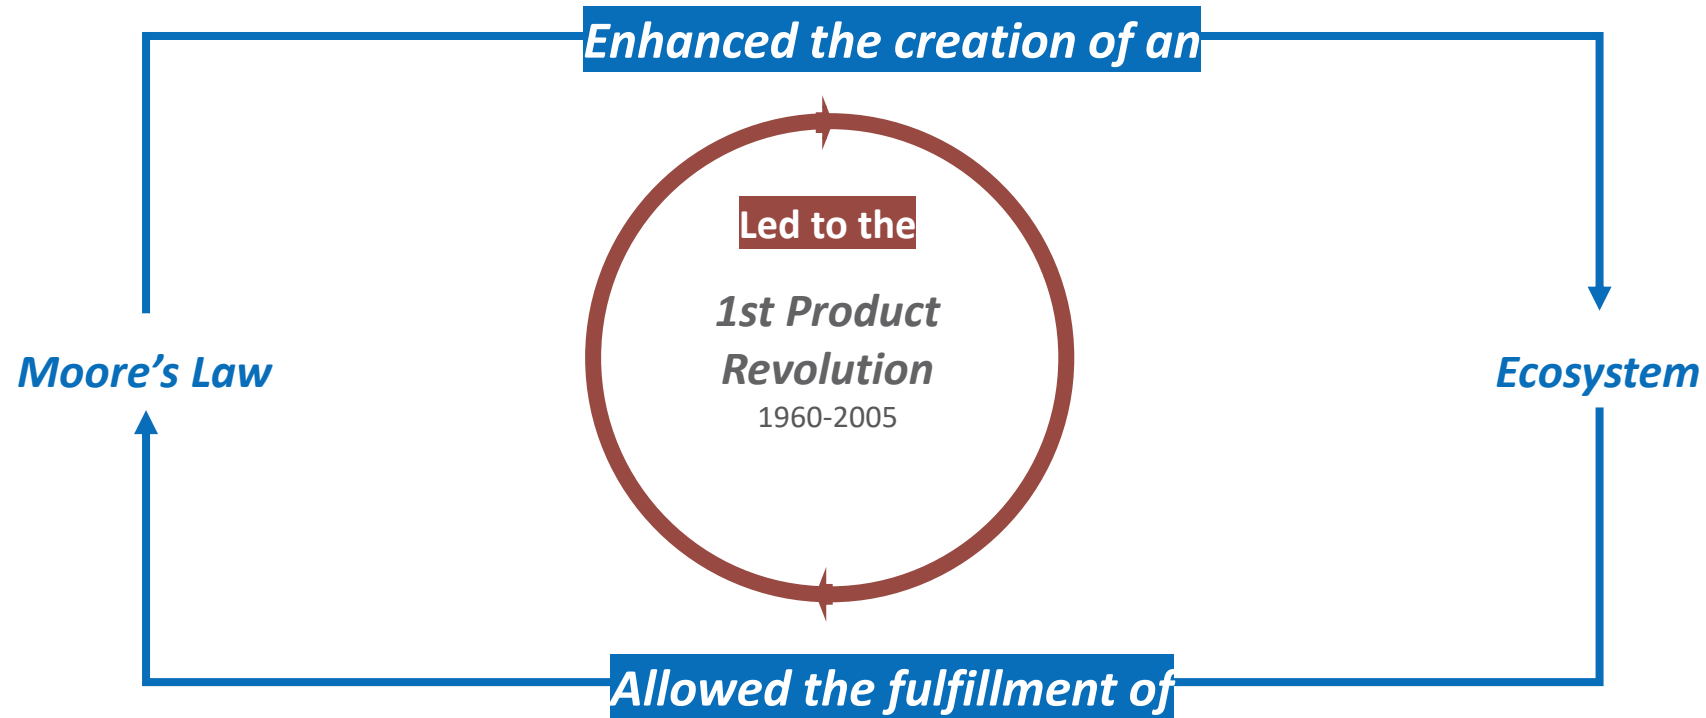 Enhanced the creation of an
Led to the
1st Product
Revolution
1960-2005
Moore’s Law
Ecosystem
Allowed the fulfillment of